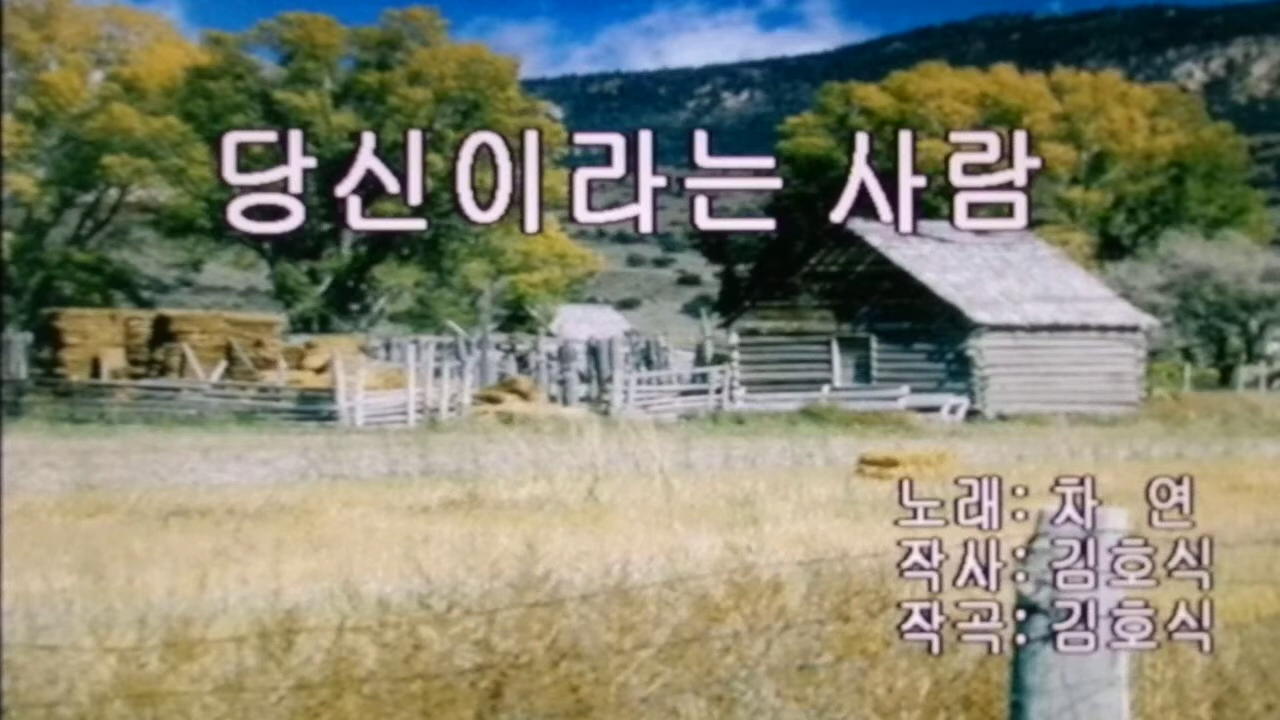 당신이라는 사람
노래: 차 연
작사: 김호식
작곡: 김호식